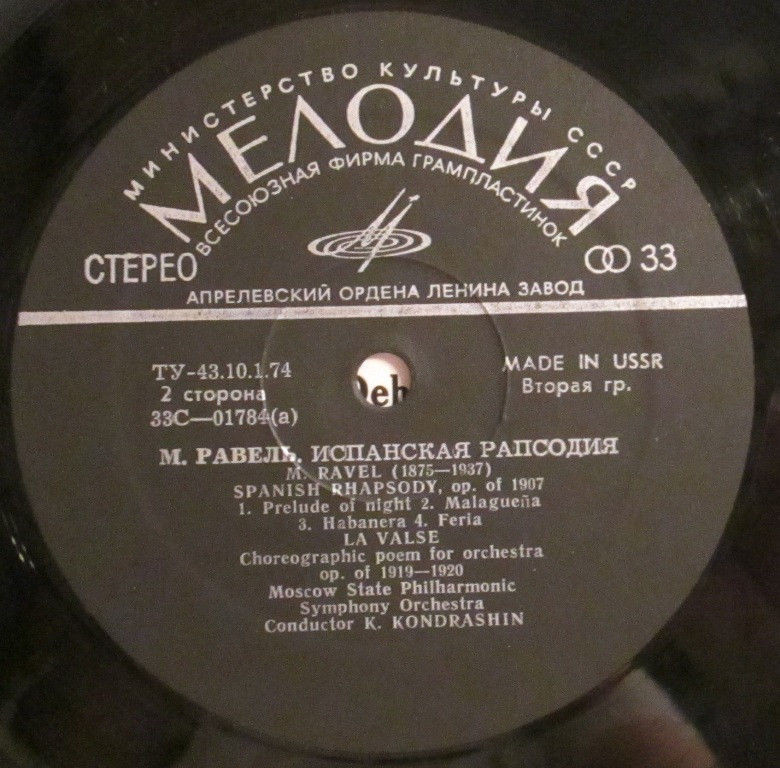 МИНИСТЕРСТВО КУЛЬТУРЫ СССР
МЕЛОДИЯ
ВСЕСОЮЗНАЯ ФИРМА ГРАМПЛАСТИНОК
СТЕРЕО
33
АПРЕЛЕВСКИЙ ОРДЕНА ЛЕНИНА ЗАВОД
ТУ-43.10.1.74
2 сторона
33С—01784(а)
MADE IN USSR
Вторая гр.
Deb
М. РАВЕЛЬ. ИСПАНСКАЯ РАПСОДИЯ
M. RAVEL (1875—1937)
SPANISH RHAPSODY, op. of 1907
1. Prelude of night 2. Malagueña
3. Habanera 4. Feria
LA VALSE
Choreographic poem for orchestra
op. of 1919—1920
Moscow State Philharmonic
Symphony Orchestra
Conductor K. KONDRASHIN